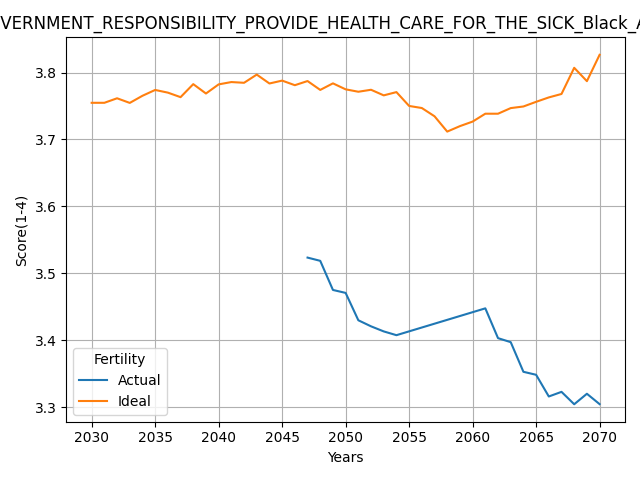 VERNMENT_RESPONSIBILITY_PROVIDE_HEALTH_CARE_FOR_THE_SICK_Black_A
Score(1-4)
3.8
3.7
3.6
3.5
3.4
3.3
Fertility
Actual
Ideal
2030 2035 2040 2045 2050 2055 2060 2065 2070
Years